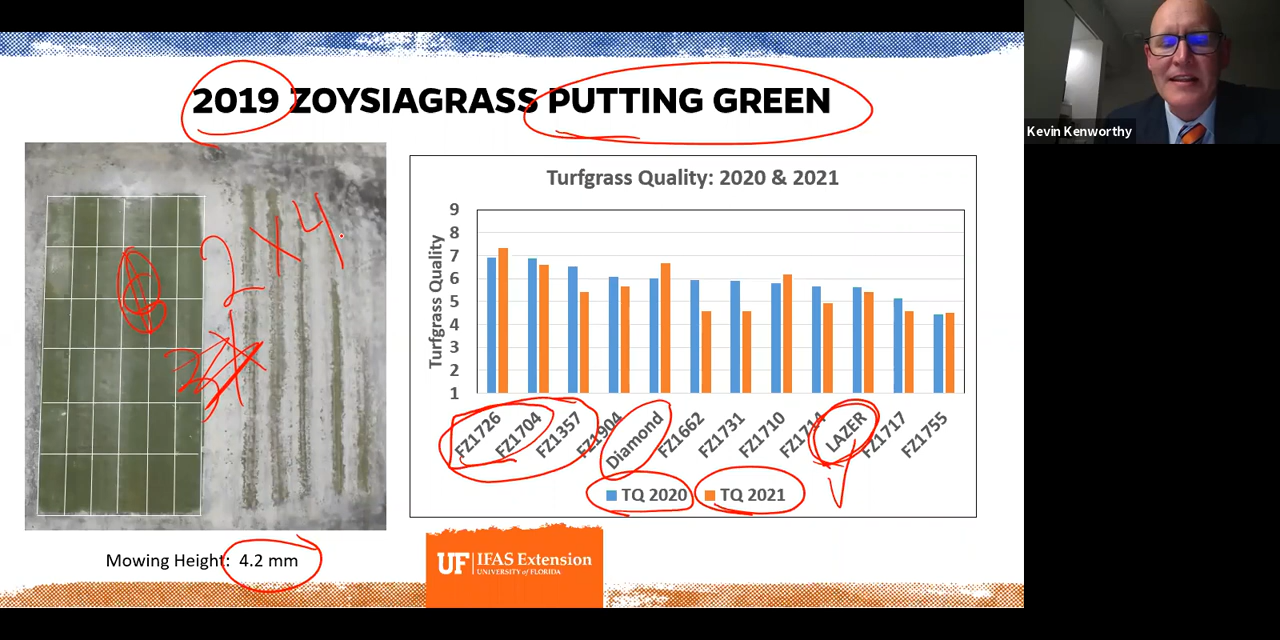 2019 ZOYSIAGRASS PUTTING GREEN
Kevin Kenworthy
2 x 4
Turfgrass Quality: 2020 & 2021
Turfgrass Quality
9
8
7
6
5
4
3
2
1
FZ1726
FZ1704
FZ1357
FZ1904
Diamond
FZ1662
FZ1731
FZ1710
FZ1714
LAZER
FZ1717
FZ1755
TQ 2020
TQ 2021
Mowing Height: 4.2 mm
UF IFAS Extension
UNIVERSITY of FLORIDA